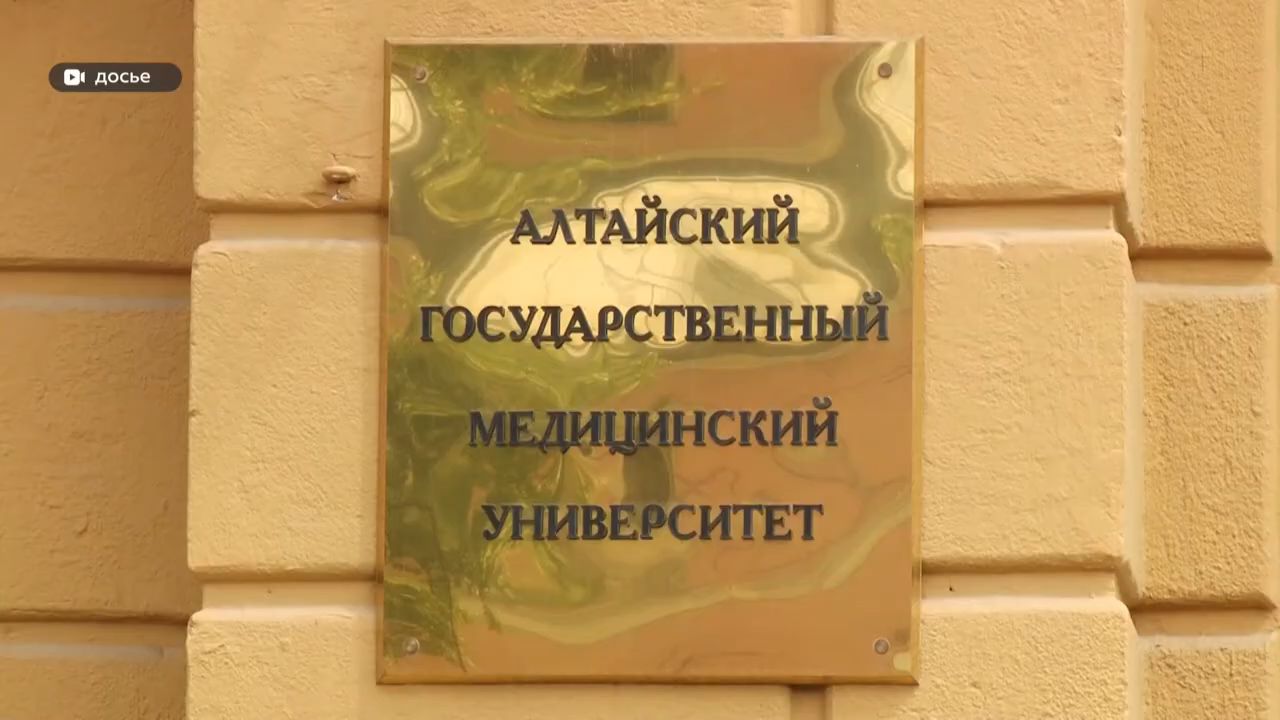 досье
АЛТАЙСКИЙ
ГОСУДАРСТВЕННЫЙ
МЕДИЦИНСКИЙ
УНИВЕРСИТЕТ